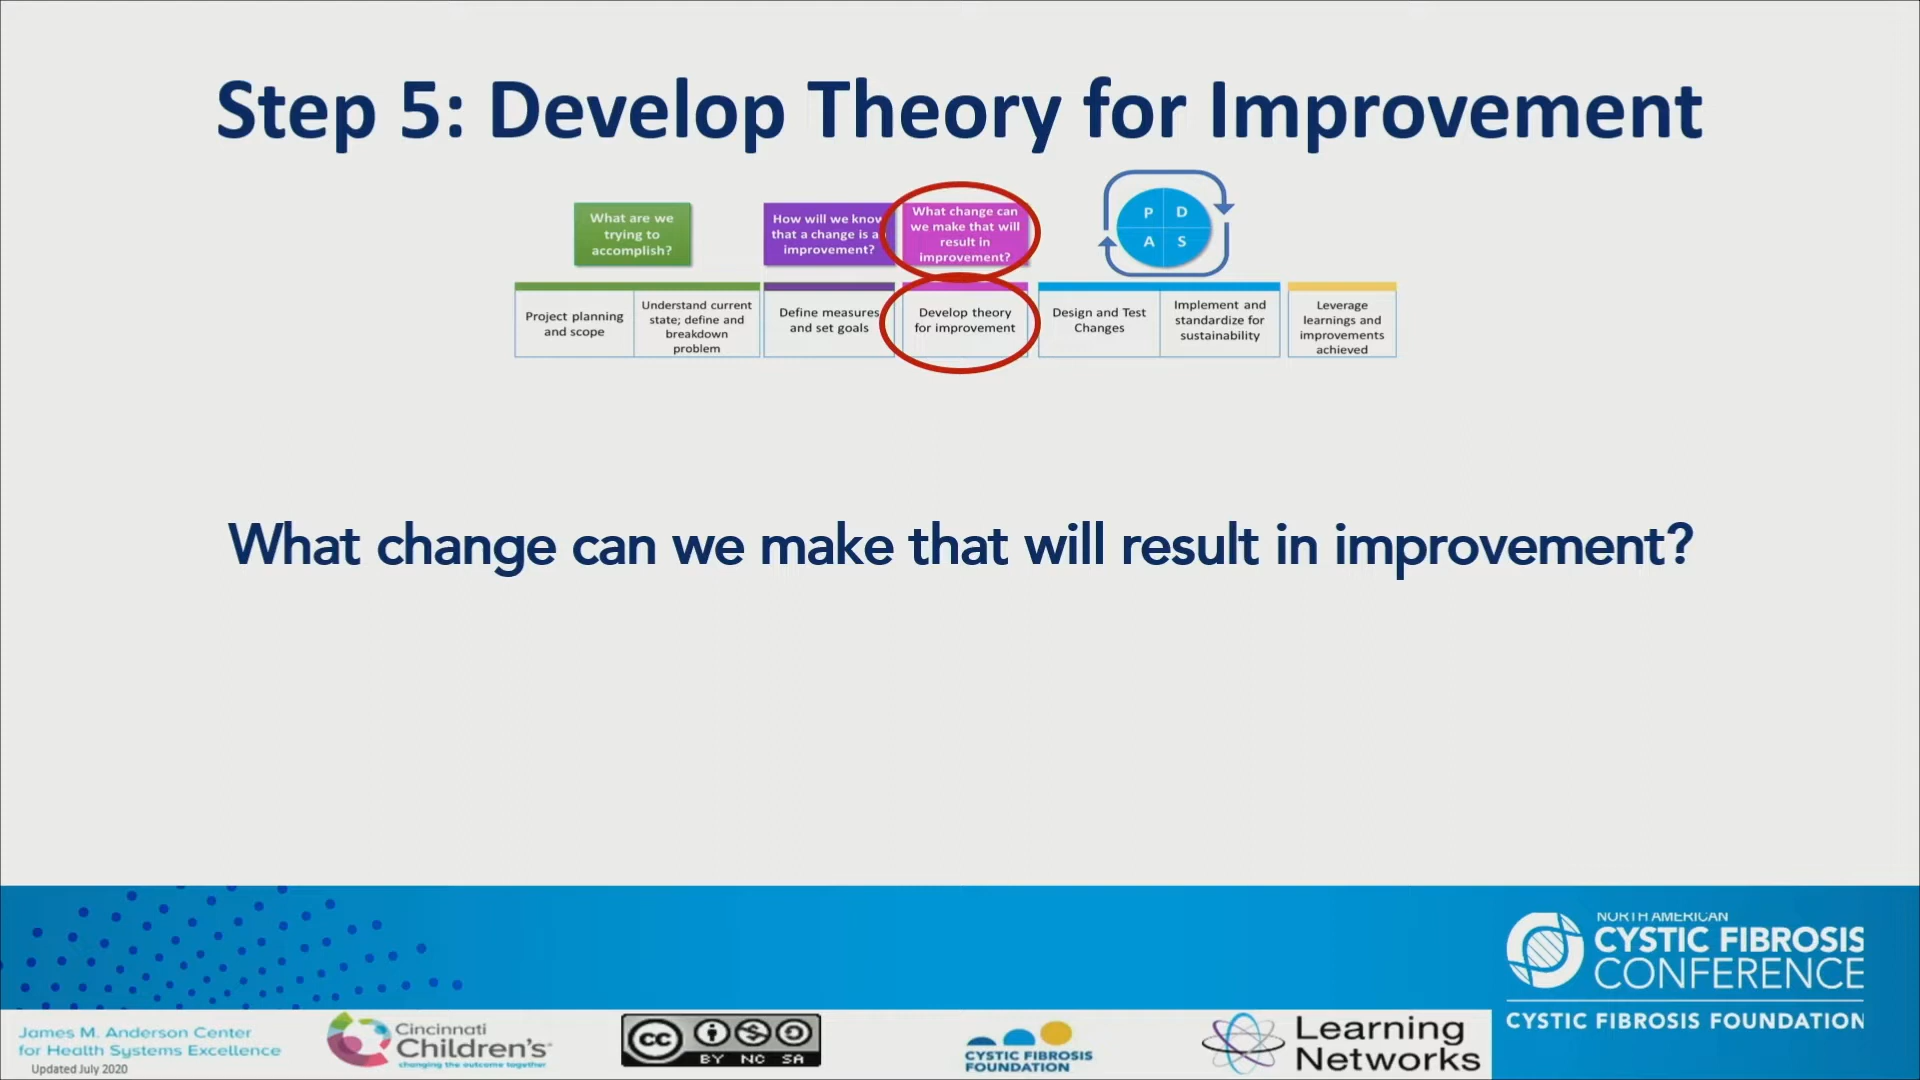 Step 5: Develop Theory for Improvement
What are we
trying to
accomplish?
How will we know
that a change is a
improvement?
What change can
we make that will
result in
improvement?
P D
A S
Project planning
and scope
Understand current
state; define and
breakdown
problem
Define measures
and set goals
Develop theory
for improvement
Design and Test
Changes
Implement and
standardize for
sustainability
Leverage
learnings and
improvements
achieved
What change can we make that will result in improvement?
NORTH AMERICAN
CYSTIC FIBROSIS
CONFERENCE
CYSTIC FIBROSIS FOUNDATION
James M. Anderson Center
for Health Systems Excellence
Updated July 2020
Cincinnati
Children's
changing the outcome together
cc
BY NC SA
CYSTIC FIBROSIS
FOUNDATION
Learning
Networks